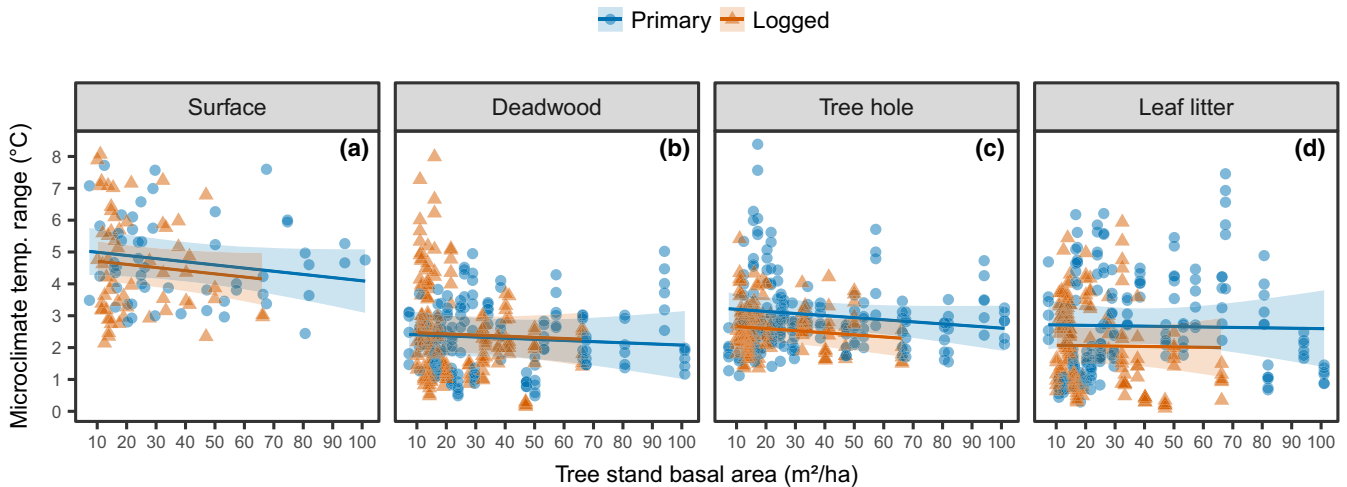 Primary Logged
Surface Deadwood Tree hole Leaf litter
(a) (b) (c) (d)
Microclimate temp. range (°C)
8
7
6
5
4
3
2
1
0
10 20 30 40 50 60 70 80 90 100 10 20 30 40 50 60 70 80 90 100 10 20 30 40 50 60 70 80 90 100 10 20 30 40 50 60 70 80 90 100
Tree stand basal area (m²/ha)